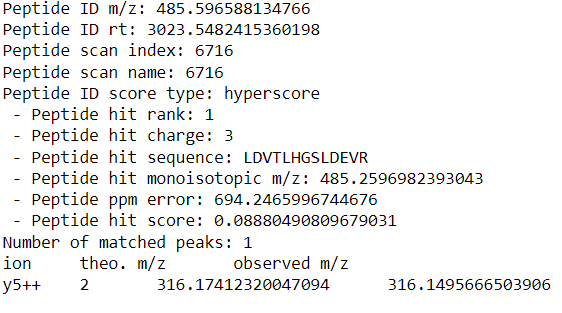 Peptide ID m/z: 485.596588134766
Peptide ID rt: 3023.5482415360198
Peptide scan index: 6716
Peptide scan name: 6716
Peptide ID score type: hyperscore
- Peptide hit rank: 1
- Peptide hit charge: 3
- Peptide hit sequence: LDVTLHGSLDEVR
- Peptide hit monoisotopic m/z: 485.2596982393043
- Peptide ppm error: 694.2465996744676
- Peptide hit score: 0.08880490809679031
Number of matched peaks: 1
ion theo. m/z observed m/z
y5++ 2 316.17412320047094 316.1495666503906